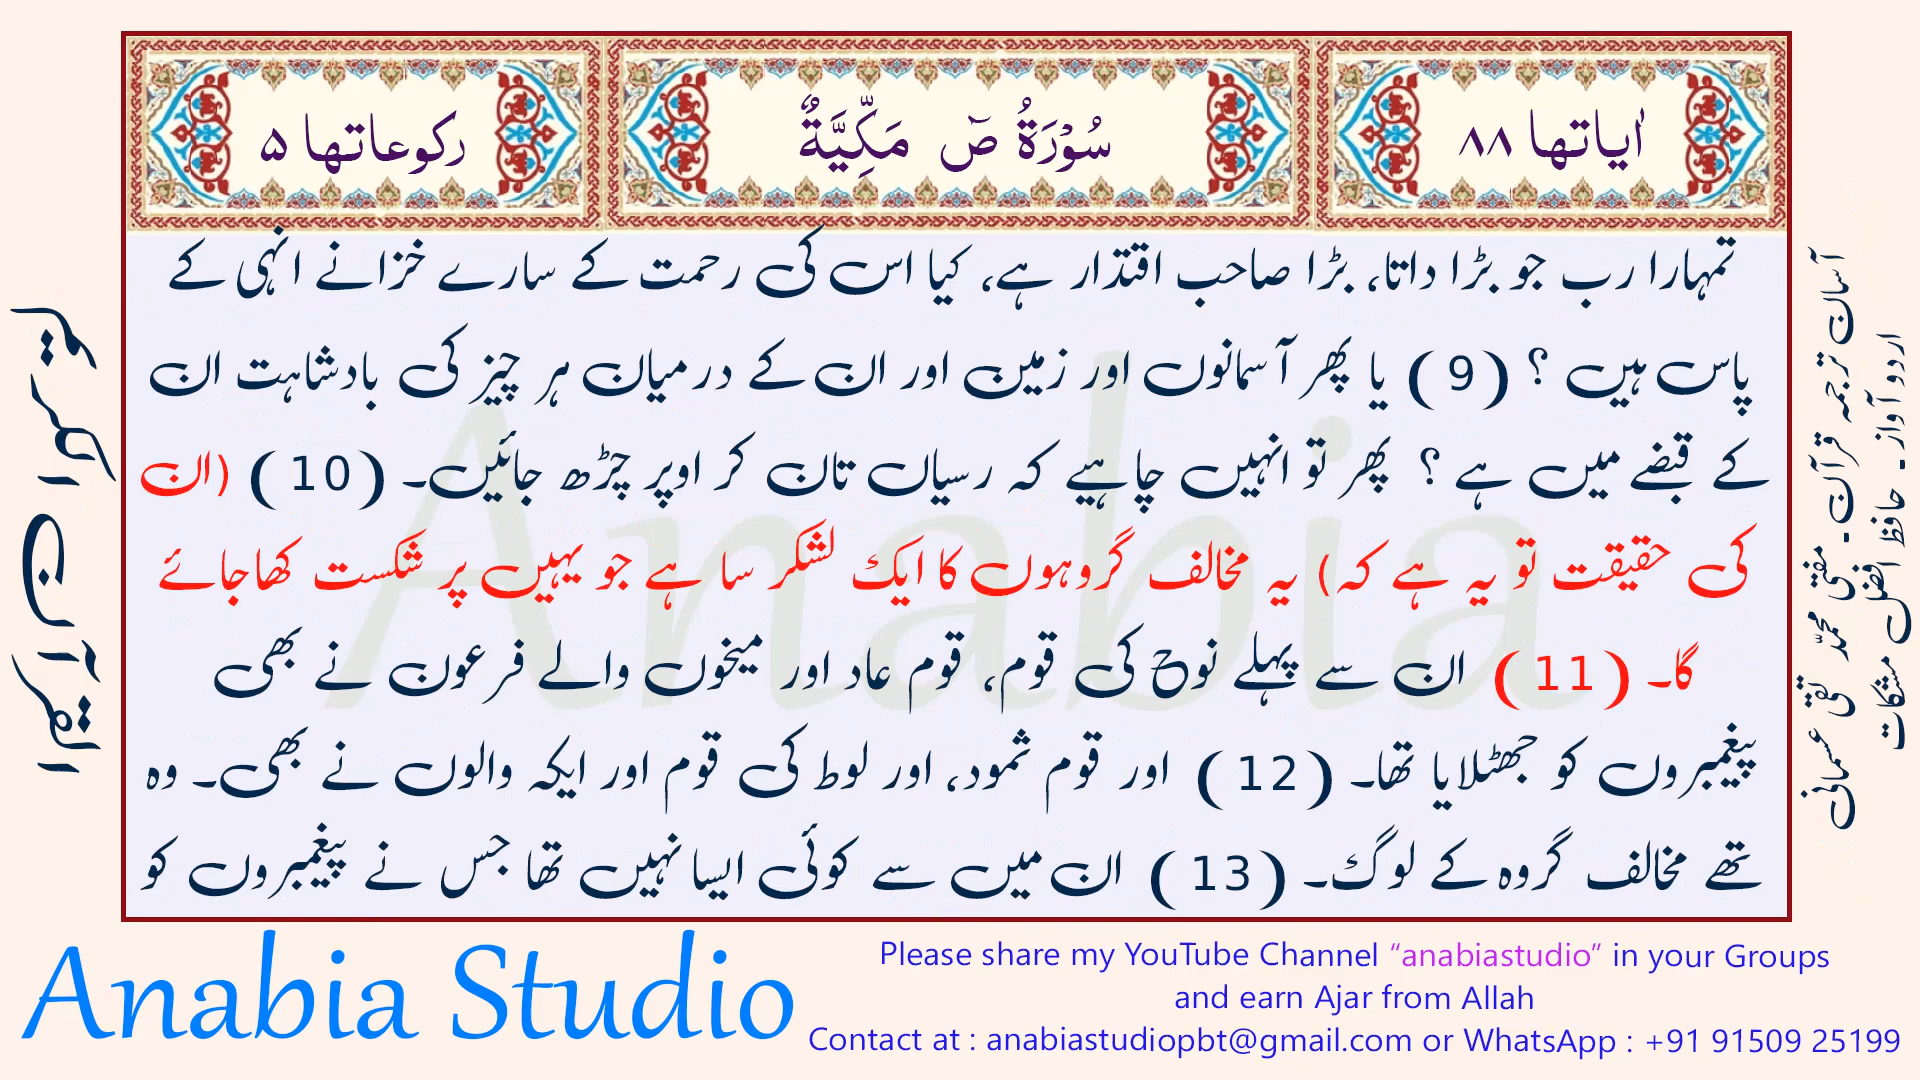 اٰیاتھا ۸۸
سُوْرَۃُ صٓ مَکِّیَّۃٌ
رکوعاتھا ۵
تمہارا رب جو بڑا داتا، بڑا صاحب اقتدار ہے، کیا اس کی رحمت کے سارے خزانے انہی کے
پاس ہیں ؟ (9) یا پھر آسمانوں اور زمین اور ان کے درمیان ہر چیز کی بادشاہت ان
کے قبضے میں ہے ؟ پھر تو انہیں چاہیے کہ رسیاں تان کر اوپر چڑھ جائیں۔ (10) (ان
کی حقیقت تو یہ ہے کہ) یہ مخالف گروہوں کا ایک لشکر سا ہے جو یہیں پر شکست کھاجائے
گا۔ (11) ان سے پہلے نوح کی قوم، قوم عاد اور میخوں والے فرعون نے بھی
پیغمبروں کو جھٹلایا تھا۔ (12) اور قوم ثمود، اور لوط کی قوم اور ایکہ والوں نے بھی۔ وہ
تھے مخالف گروہ کے لوگ۔ (13) ان میں سے کوئی ایسا نہیں تھا جس نے پیغمبروں کو
القرآن الکریم
آسان ترجمہ قرآن۔ مفتی محمّد تقی عثمانی
اردو آواز۔ حافظ افضل مشکات
Anabia
Anabia Studio
Please share my YouTube Channel “anabiastudio” in your Groups
and earn Ajar from Allah
Contact at : anabiastudiopbt@gmail.com or WhatsApp : +91 91509 25199